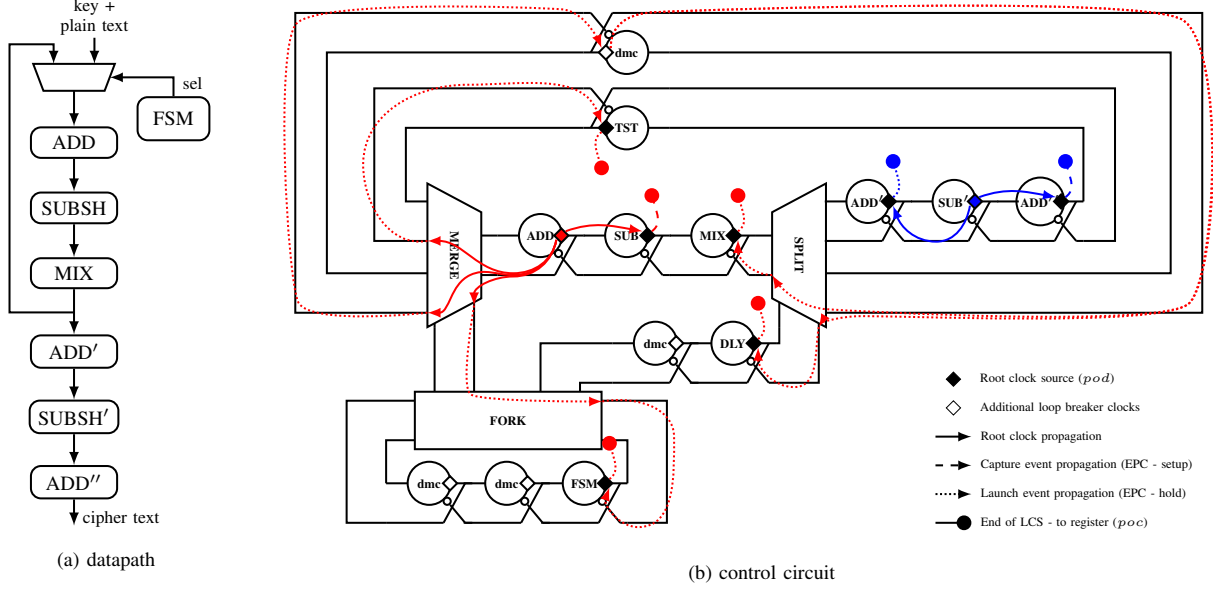 key +
plain text
sel
FSM
ADD
SUBSH
MIX
ADD′
SUBSH′
ADD′′
cipher text
(a) datapath
dmc
TST
MERGE
ADD
SUB
MIX
SPLIT
ADD′
SUB′
ADD′′
dmc
DLY
FORK
dmc
dmc
FSM
Root clock source (pod)
Additional loop breaker clocks
Root clock propagation
Capture event propagation (EPC - setup)
Launch event propagation (EPC - hold)
End of LCS - to register (poc)
(b) control circuit